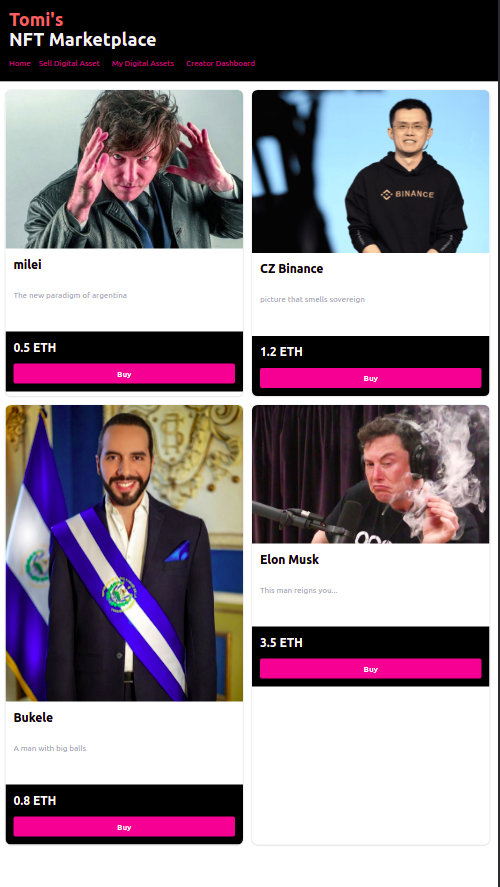 Tomi's
NFT Marketplace
Home Sell Digital Asset My Digital Assets Creator Dashboard
BINANCE
milei
The new paradigm of argentina
0.5 ETH
Buy
CZ Binance
picture that smells sovereign
1.2 ETH
Buy
Bukele
A man with big balls
0.8 ETH
Buy
Elon Musk
This man reigns you...
3.5 ETH
Buy